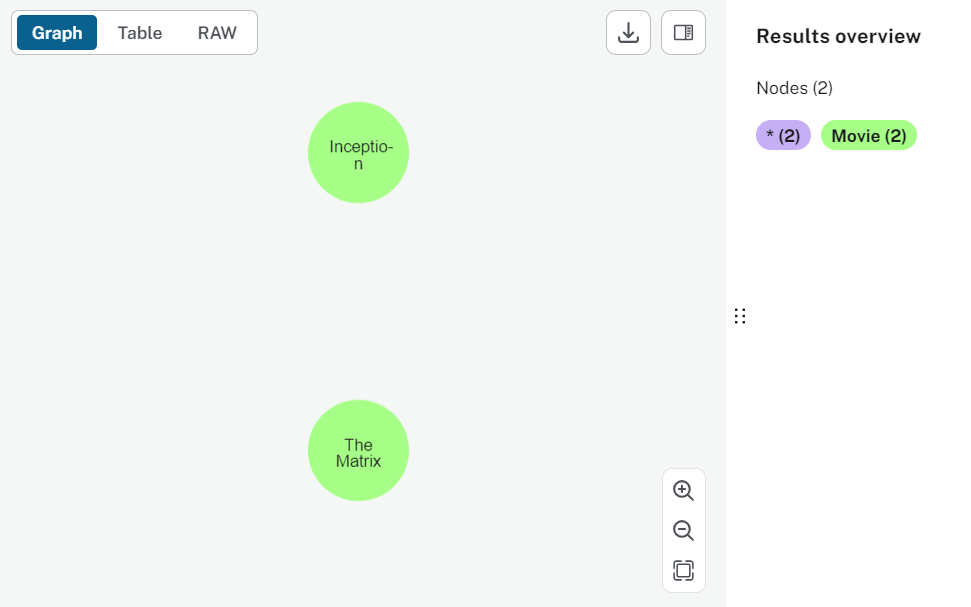 Graph Table RAW
Results overview
Nodes (2)
* (2) Movie (2)
Inceptio-
n
The
Matrix